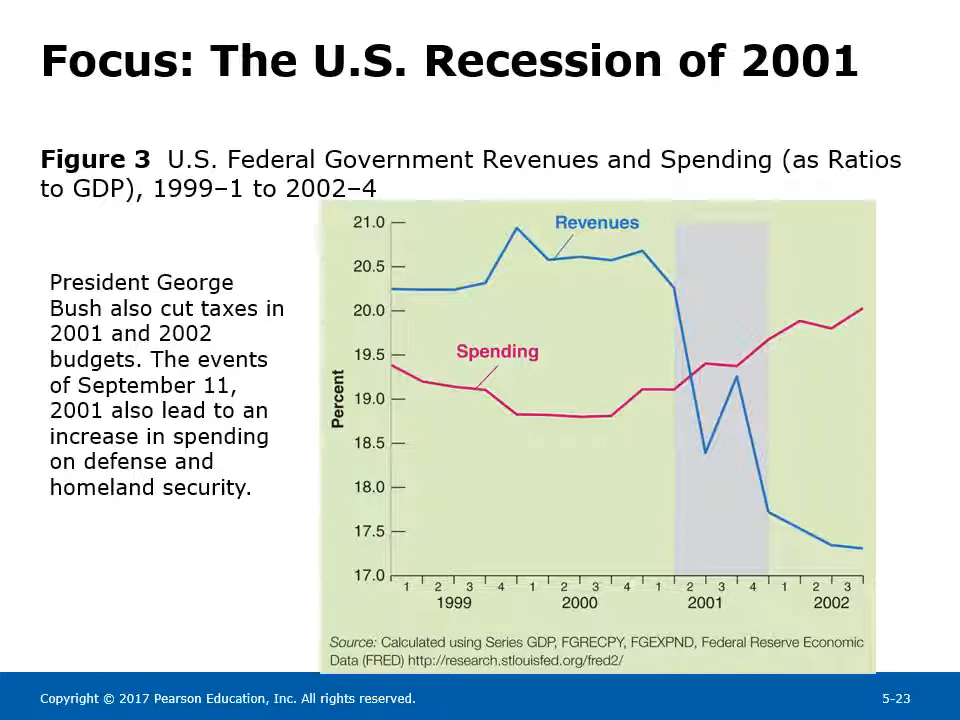 Focus: The U.S. Recession of 2001
Figure 3 U.S. Federal Government Revenues and Spending (as Ratios
to GDP), 1999–1 to 2002–4
President George
Bush also cut taxes in
2001 and 2002
budgets. The events
of September 11,
2001 also lead to an
increase in spending
on defense and
homeland security.
Percent
21.0
20.5
20.0
19.5
19.0
18.5
18.0
17.5
17.0
Revenues
Spending
1 2 3 4 1 2 3 4 1 2 3 4 1 2 3
1999 2000 2001 2002
Source: Calculated using Series GDP, FGRECPY, FGEXPND, Federal Reserve Economic
Data (FRED) http://research.stlouisfed.org/fred2/
Copyright © 2017 Pearson Education, Inc. All rights reserved.
5-23